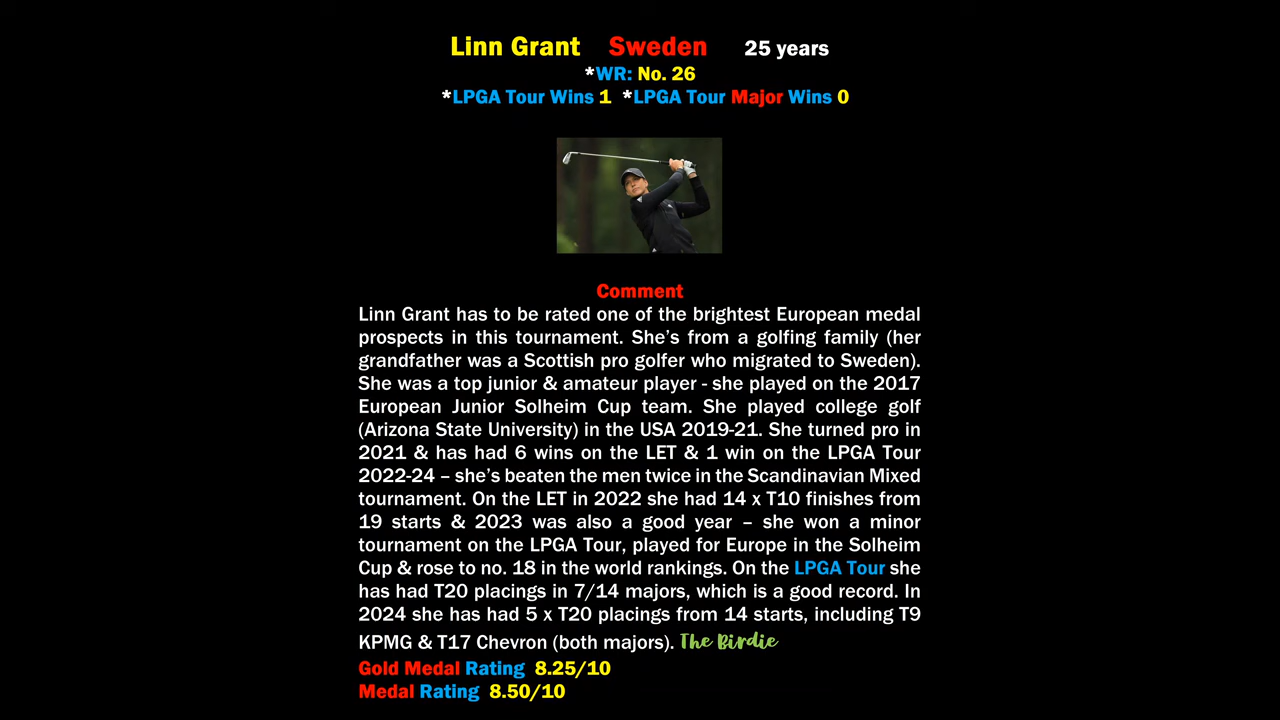 Linn Grant Sweden 25 years
*WR: No. 26
*LPGA Tour Wins 1 *LPGA Tour Major Wins 0
Comment
Linn Grant has to be rated one of the brightest European medal
prospects in this tournament. She's from a golfing family (her
grandfather was a Scottish pro golfer who migrated to Sweden).
She was a top junior & amateur player - she played on the 2017
European Junior Solheim Cup team. She played college golf
(Arizona State University) in the USA 2019-21. She turned pro in
2021 & has had 6 wins on the LET & 1 win on the LPGA Tour
2022-24 – she's beaten the men twice in the Scandinavian Mixed
tournament. On the LET in 2022 she had 14 x T10 finishes from
19 starts & 2023 was also a good year – she won a minor
tournament on the LPGA Tour, played for Europe in the Solheim
Cup & rose to no. 18 in the world rankings. On the LPGA Tour she
has had T20 placings in 7/14 majors, which is a good record. In
2024 she has had 5 x T20 placings from 14 starts, including T9
KPMG & T17 Chevron (both majors). The Birdie
Gold Medal Rating 8.25/10
Medal Rating 8.50/10